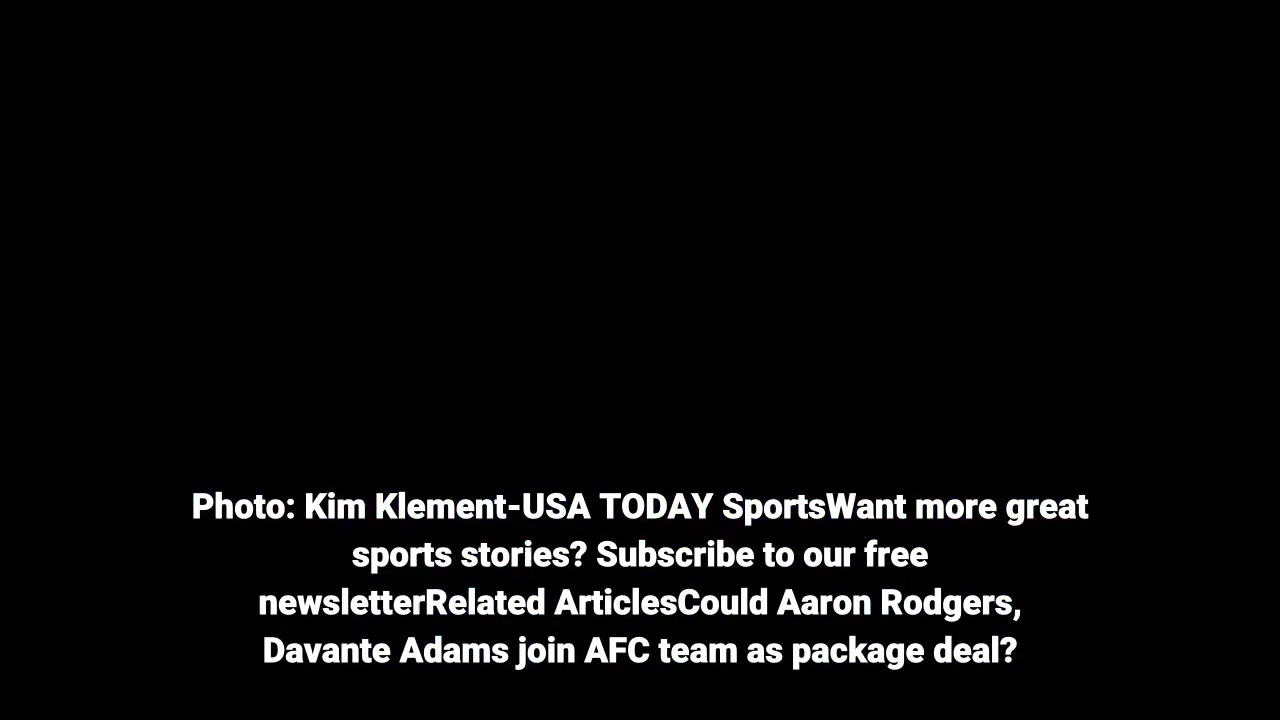 Photo: Kim Klement-USA TODAY SportsWant more great
sports stories? Subscribe to our free
newsletterRelated ArticlesCould Aaron Rodgers,
Davante Adams join AFC team as package deal?